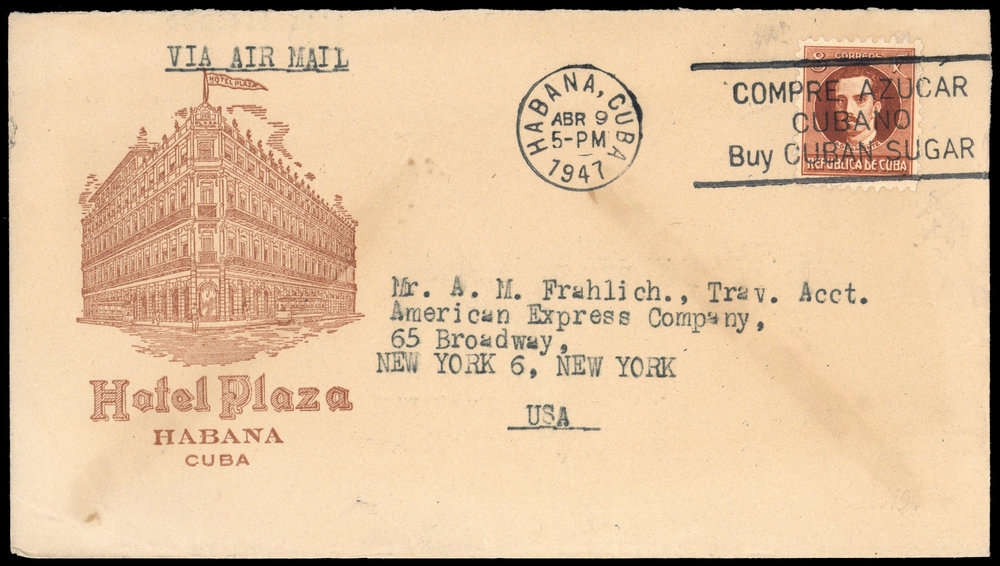 VIA AIR MAIL
HOTEL PLAZA
HABANA, CUBA
ABR 9
5-PM
1947
COMPRE AZUCAR
CUBANO
Buy CUBAN SUGAR
CORREOS
8
REPUBLICA DE CUBA
Mr. A. M. Frahlich., Trav. Acct.
American Express Company,
65 Broadway,
NEW YORK 6, NEW YORK
USA
Hotel Plaza
HABANA
CUBA